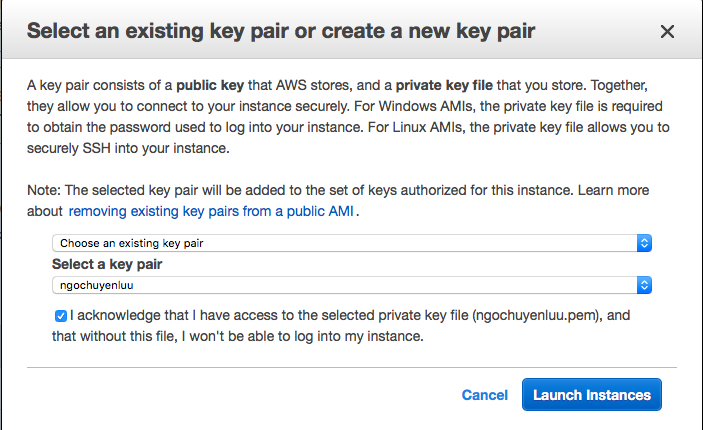 Select an existing key pair or create a new key pair
A key pair consists of a public key that AWS stores, and a private key file that you store. Together,
they allow you to connect to your instance securely. For Windows AMIs, the private key file is required
to obtain the password used to log into your instance. For Linux AMIs, the private key file allows you to
securely SSH into your instance.
Note: The selected key pair will be added to the set of keys authorized for this instance. Learn more
about removing existing key pairs from a public AMI.
Choose an existing key pair
Select a key pair
ngochuyenluu
I acknowledge that I have access to the selected private key file (ngochuyenluu.pem), and
that without this file, I won't be able to log into my instance.
Cancel Launch Instances